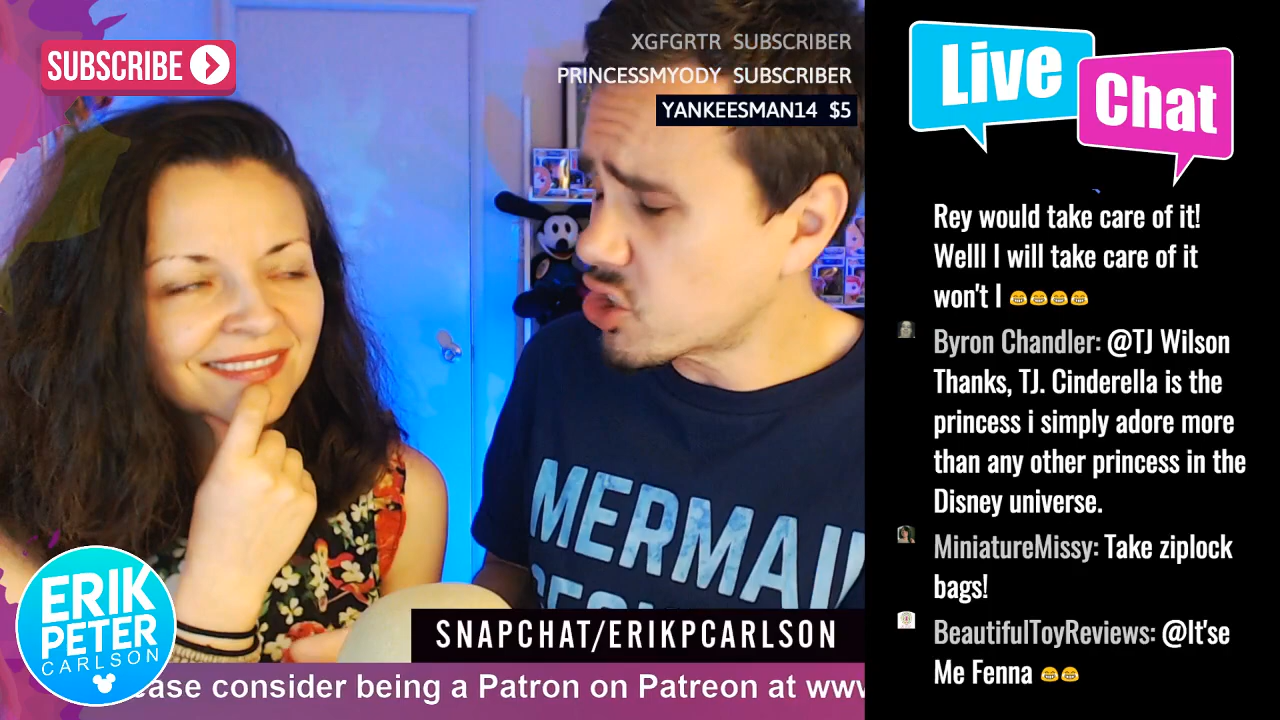 SUBSCRIBE
XGFGRTR SUBSCRIBER
PRINCESSMYODY SUBSCRIBER
YANKEESMAN14 $5
MERMAI
ERIK
PETER
CARLSON
SNAPCHAT/ERIKPCARLSON
ease consider being a Patron on Patreon at www
Live
Chat
Rey would take care of it!
Welll I will take care of it
won't I 😂😂😂😂
Byron Chandler: @TJ Wilson
Thanks, TJ. Cinderella is the
princess i simply adore more
than any other princess in the
Disney universe.
MiniatureMissy: Take ziplock
bags!
BeautifulToyReviews: @It'se
Me Fenna 😂😂